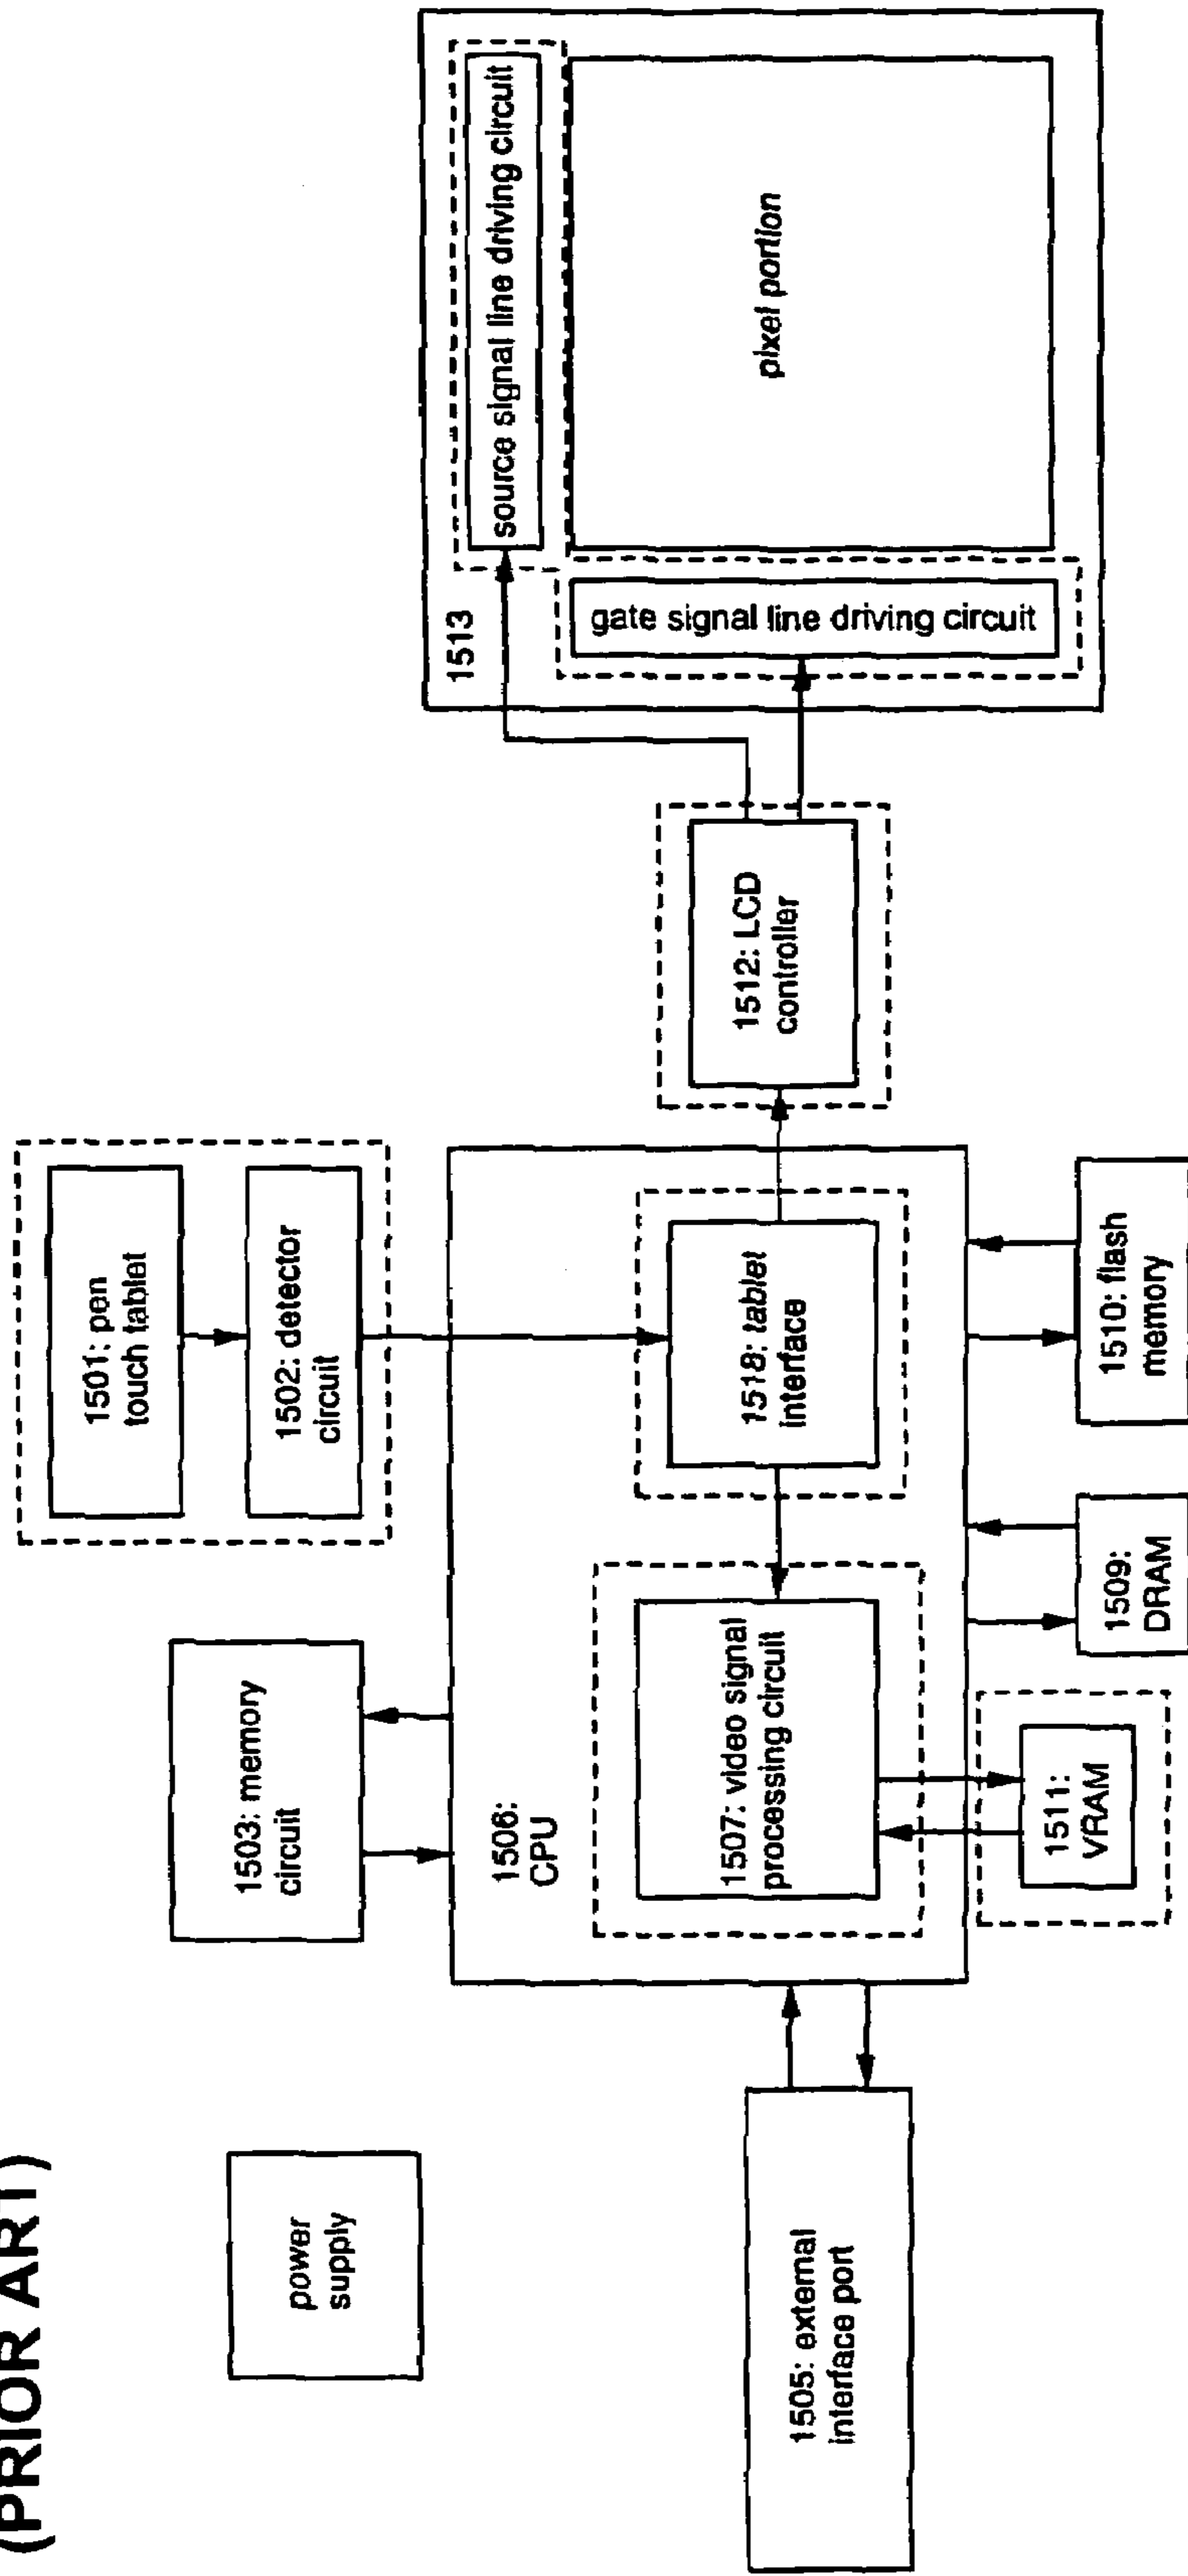 (PRIOR ART)
power
supply
1503: memory
circuit
1501: pen
touch tablet
1502: detector
circuit
1505: external
interface port
1506:
CPU
1507: video signal
processing circuit
1518: tablet
interface
1511:
VRAM
1509:
DRAM
1510: flash
memory
1512: LCD
controller
1513
source signal line driving circuit
gate signal line driving circuit
pixel portion